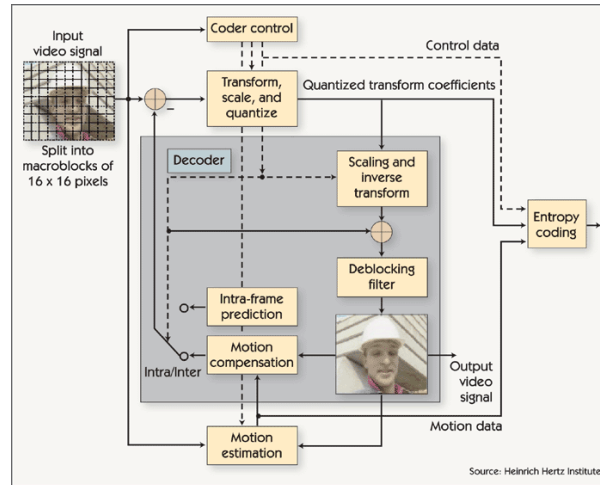 Input
video signal
Coder control
Control data
Transform,
scale, and
quantize
Quantized transform coefficients
Split into
macroblocks of
16 x 16 pixels
Decoder
Scaling and
inverse
transform
Entropy
coding
Deblocking
filter
Intra-frame
prediction
Motion
compensation
Intra/Inter
Output
video
signal
Motion data
Motion
estimation
Source: Heinrich Hertz Institute